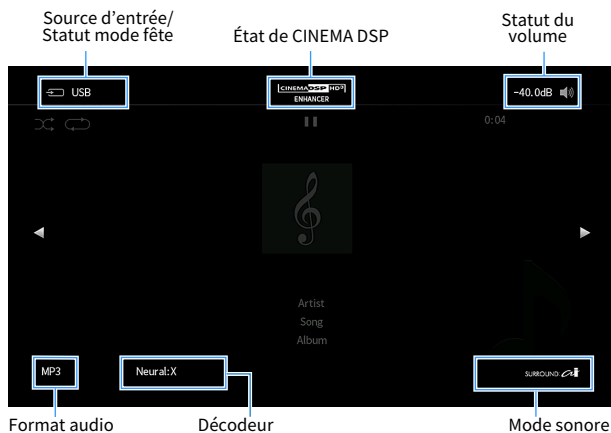 Source d'entrée/
Statut mode fête
État de CINEMA DSP
Statut du
volume
USB
CINEMA DSP HD³
ENHANCER
-40.0dB
0:04
Artist
Song
Album
MP3
Neural:X
SURROUND:AI
Format audio
Décodeur
Mode sonore